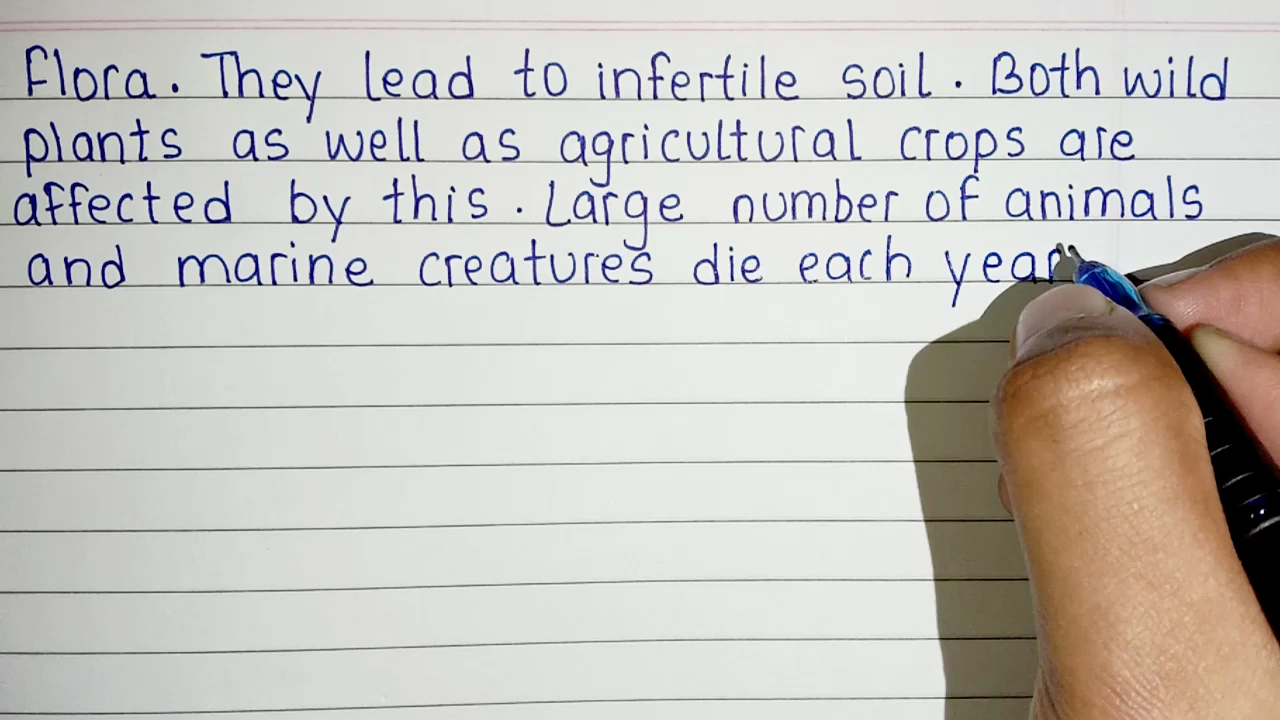 flora. They lead to infertile soil. Both wild
plants as well as agricultural crops are
affected by this. Large number of animals
and marine creatures die each year